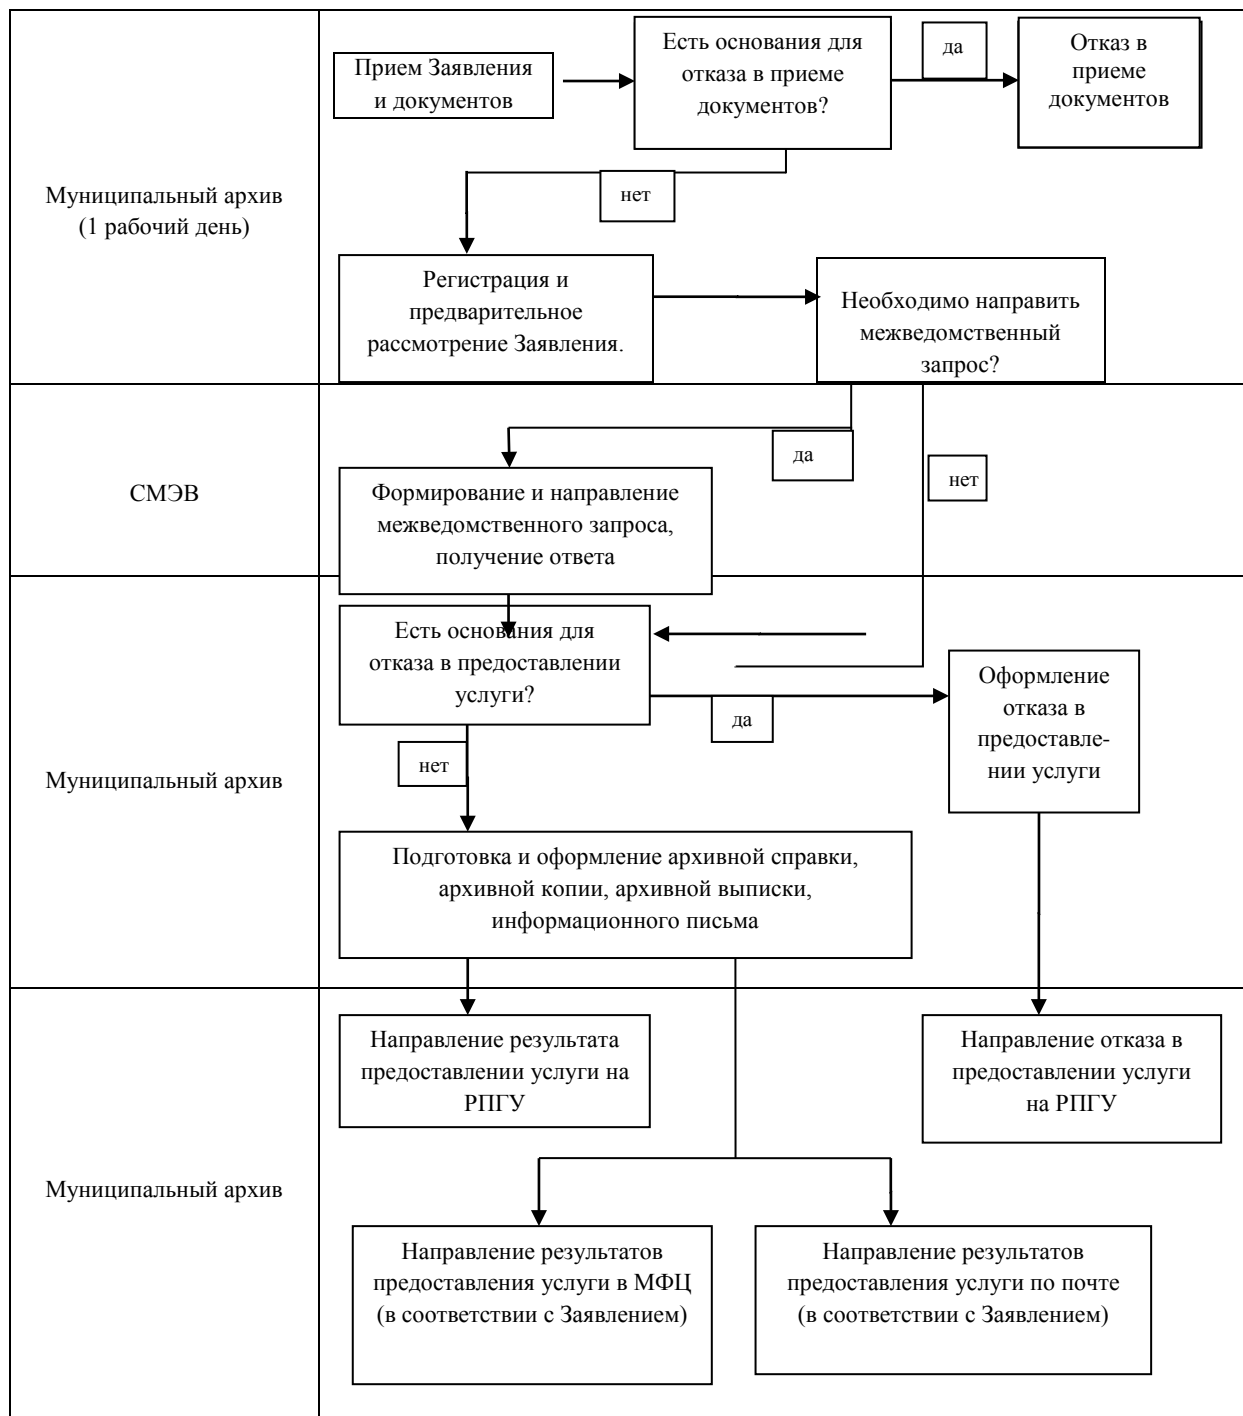 Прием Заявления
и документов
Есть основания для
отказа в приеме
документов?
да
Отказ в
приеме
документов
Муниципальный архив
(1 рабочий день)
нет
Регистрация и
предварительное
рассмотрение Заявления.
Необходимо направить
межведомственный
запрос?
СМЭВ
да
нет
Формирование и направление
межведомственного запроса,
получение ответа
Муниципальный архив
Есть основания для
отказа в предоставлении
услуги?
да
Оформление
отказа в
предоставле-
нии услуги
нет
Подготовка и оформление архивной справки,
архивной копии, архивной выписки,
информационного письма
Муниципальный архив
Направление результата
предоставлении услуги на
РПГУ
Направление отказа в
предоставлении услуги
на РПГУ
Направление результатов
предоставления услуги в МФЦ
(в соответствии с Заявлением)
Направление результатов
предоставления услуги по почте
(в соответствии с Заявлением)